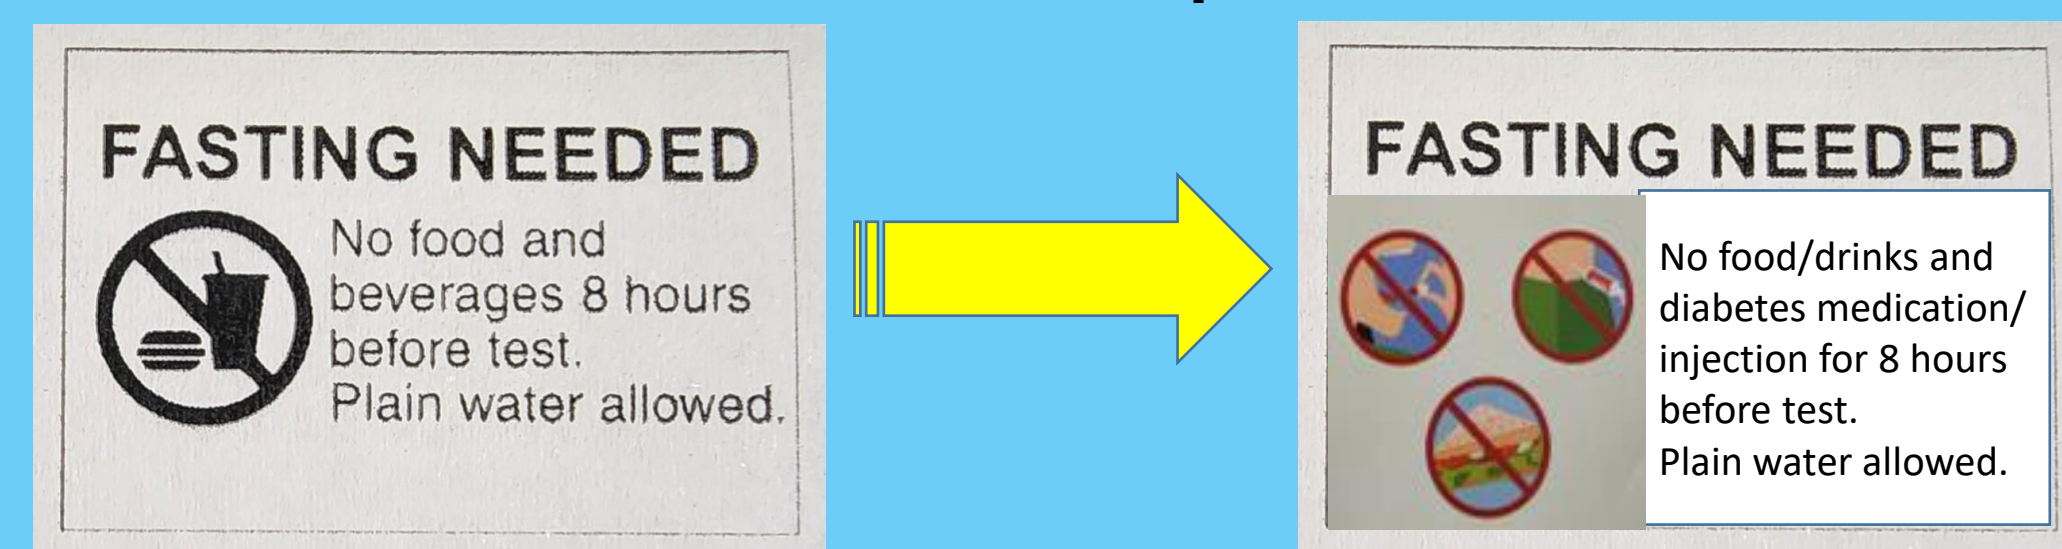 FASTING NEEDED
No food and
beverages 8 hours
before test.
Plain water allowed.
FASTING NEEDED
No food/drinks and
diabetes medication/
injection for 8 hours
before test.
Plain water allowed.